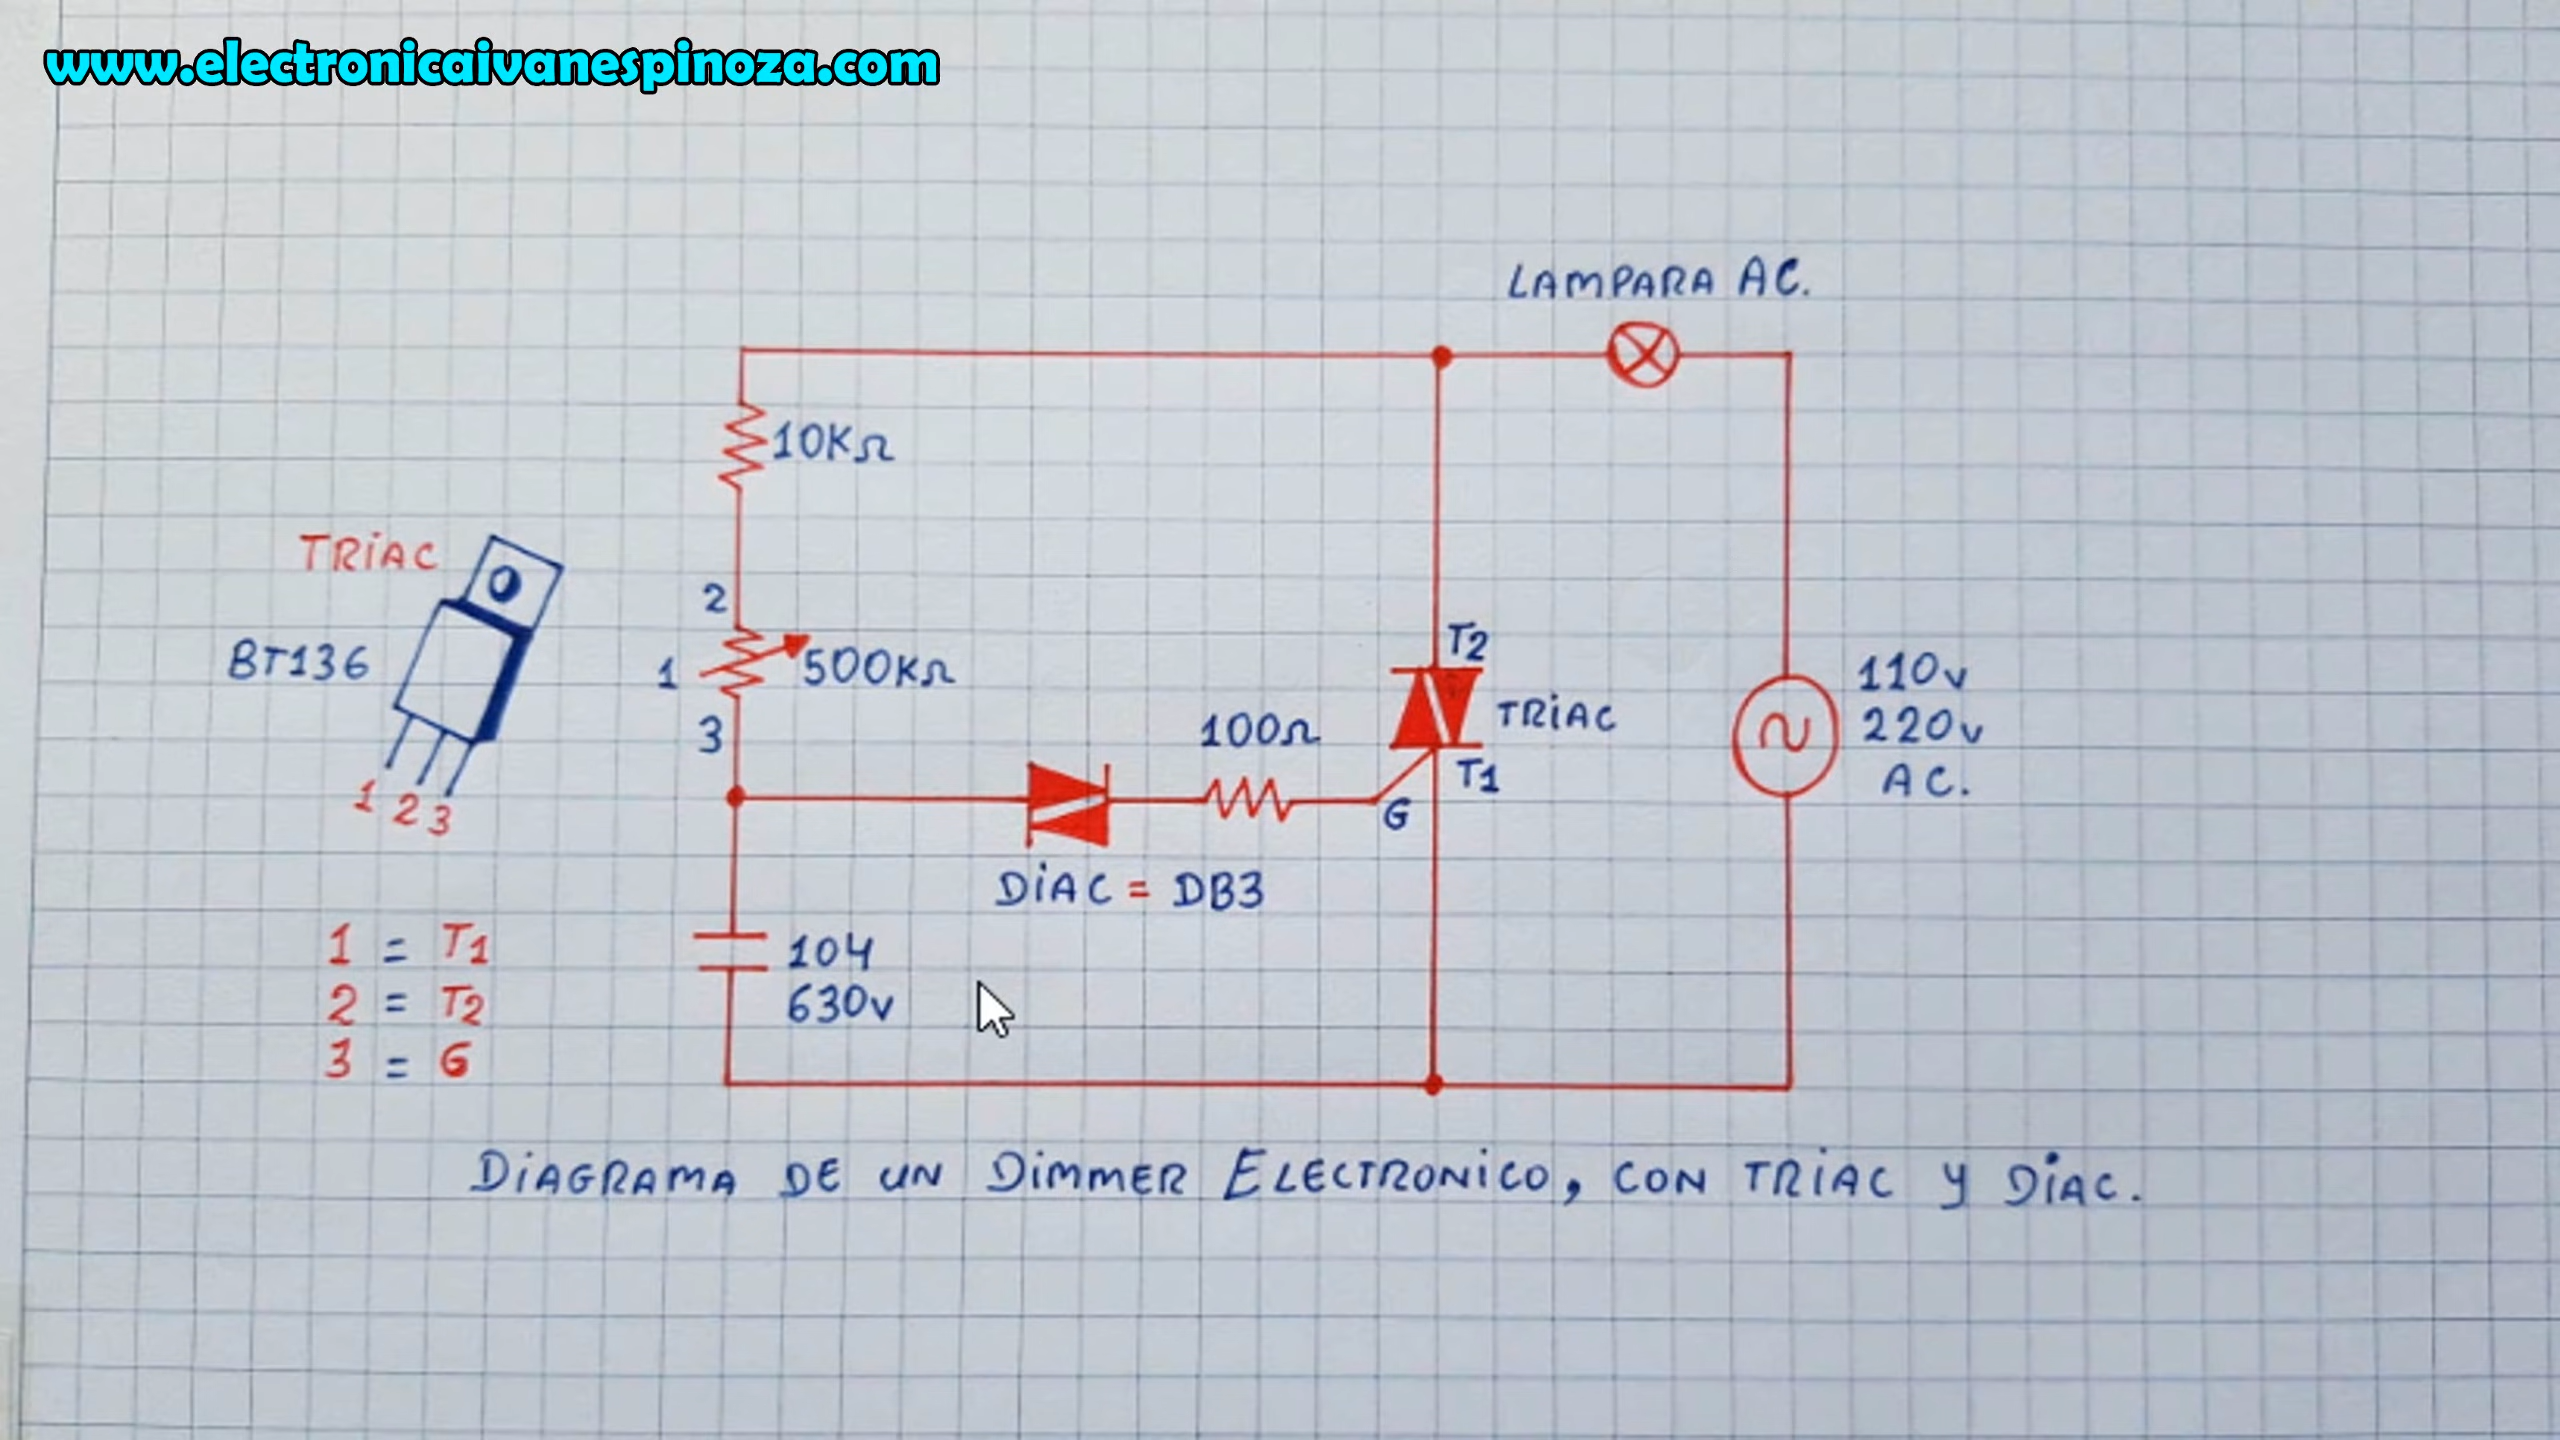 www.electronicaivanespinoza.com
LAMPARA AC.
10KΩ
TRiAC
BT136
1 2 3
2
1
500KΩ
3
100Ω
T2
TRiAC
T1
G
110v
220v
AC.
DiAC = DB3
104
630v
1 = T1
2 = T2
3 = G
DiAGRAMA DE UN DiMMER ELECTRONiCO, CON TRiAC Y DiAC.